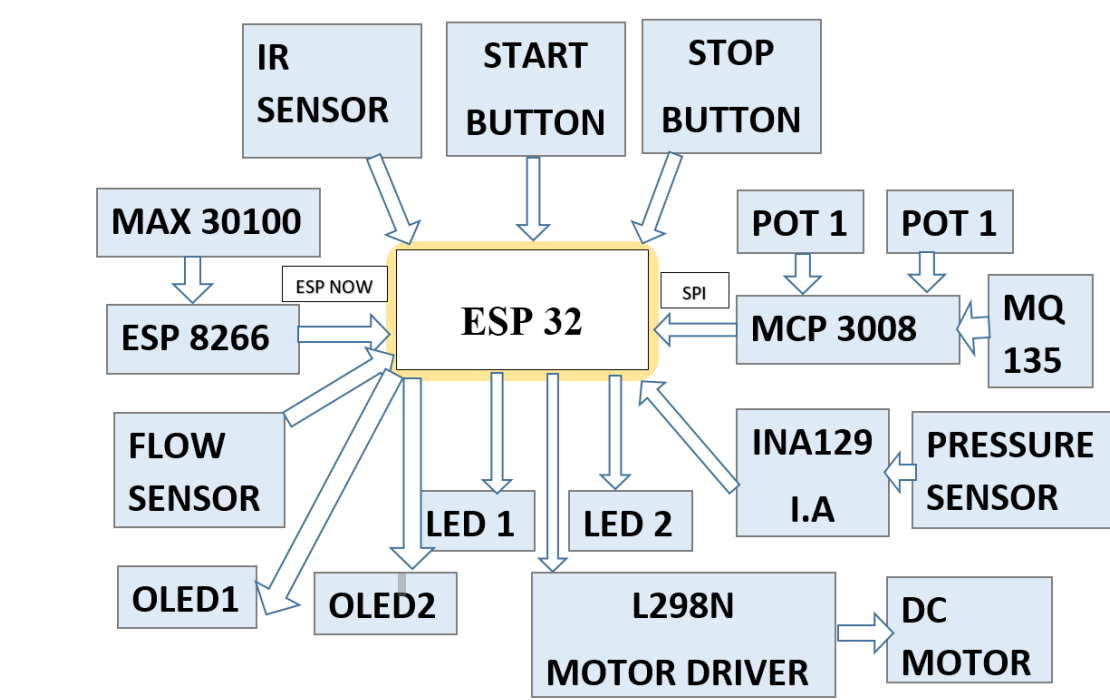 IR
SENSOR
START
BUTTON
STOP
BUTTON
MAX 30100
POT 1
POT 1
ESP NOW
SPI
ESP 8266
ESP 32
MCP 3008
MQ
135
FLOW
SENSOR
INA129
I.A
PRESSURE
SENSOR
LED 1
LED 2
OLED1
OLED2
L298N
MOTOR DRIVER
DC
MOTOR